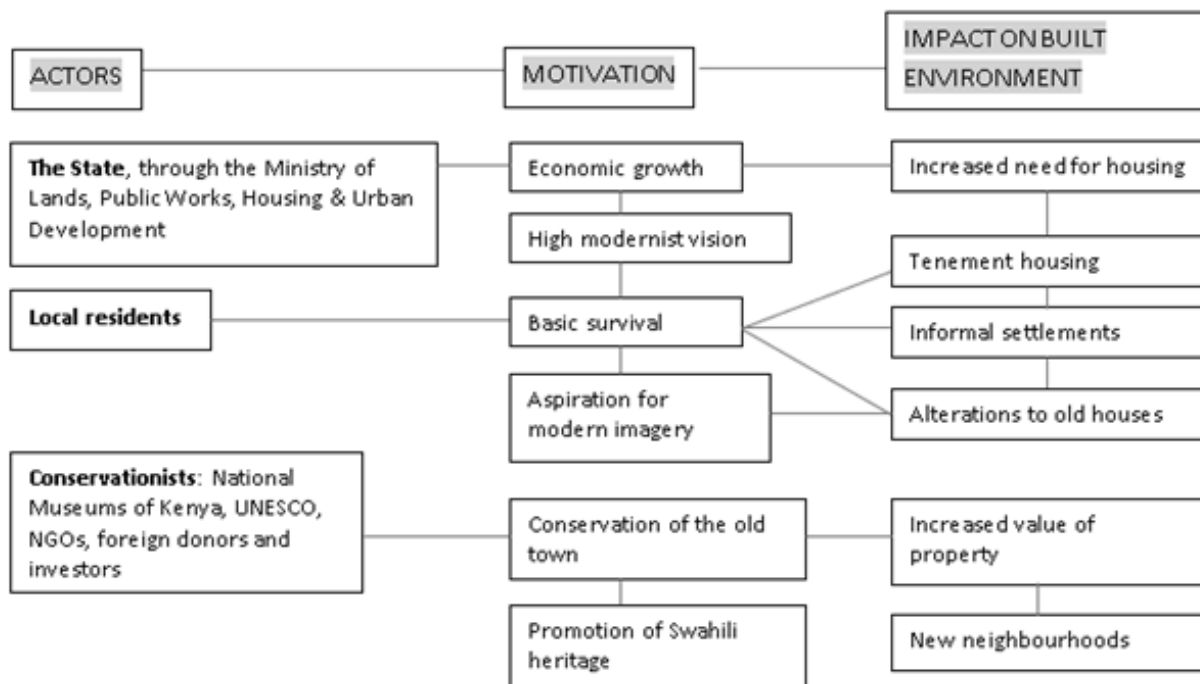 ACTORS
MOTIVATION
IMPACT ON BUILT
ENVIRONMENT
The State, through the Ministry of
Lands, Public Works, Housing & Urban
Development
Economic growth
Increased need for housing
High modernist vision
Tenement housing
Local residents
Basic survival
Informal settlements
Aspiration for
modern imagery
Alterations to old houses
Conservationists: National
Museums of Kenya, UNESCO,
NGOs, foreign donors and
investors
Conservation of the old
town
Increased value of
property
Promotion of Swahili
heritage
New neighbourhoods